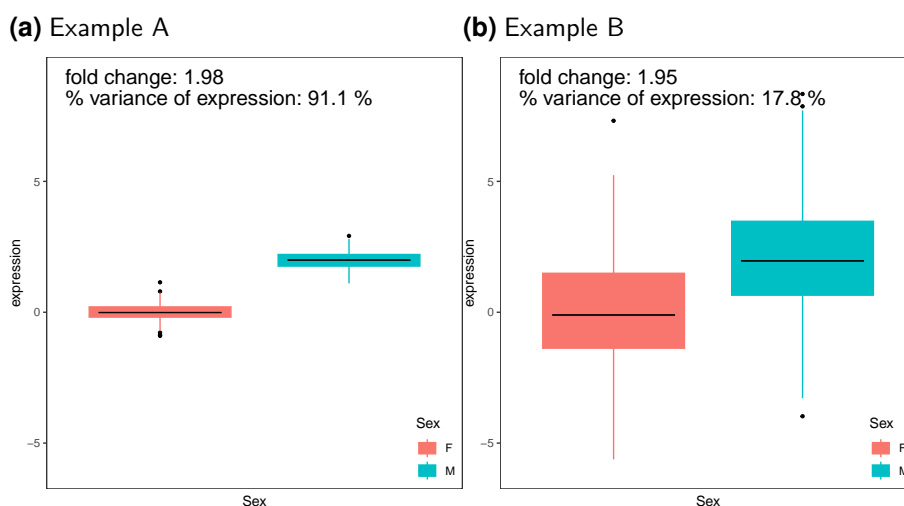 (a) Example A
fold change: 1.98
% variance of expression: 91.1 %
5
0
−5
expression
Sex
F
M
Sex
(b) Example B
fold change: 1.95
% variance of expression: 17.8 %
5
0
−5
expression
Sex
F
M
Sex